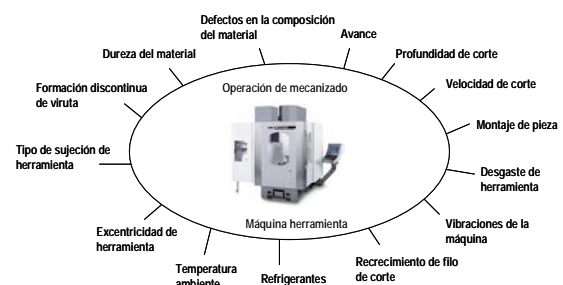 Defectos en la composición
del material
Avance
Dureza del material
Profundidad de corte
Formación discontinua
de viruta
Operación de mecanizado
Velocidad de corte
Montaje de pieza
Tipo de sujeción de
herramienta
Desgaste de
herramienta
Excentricidad de
herramienta
Máquina herramienta
Vibraciones de la
máquina
Temperatura
ambiente
Refrigerantes
Recrecimiento de filo
de corte